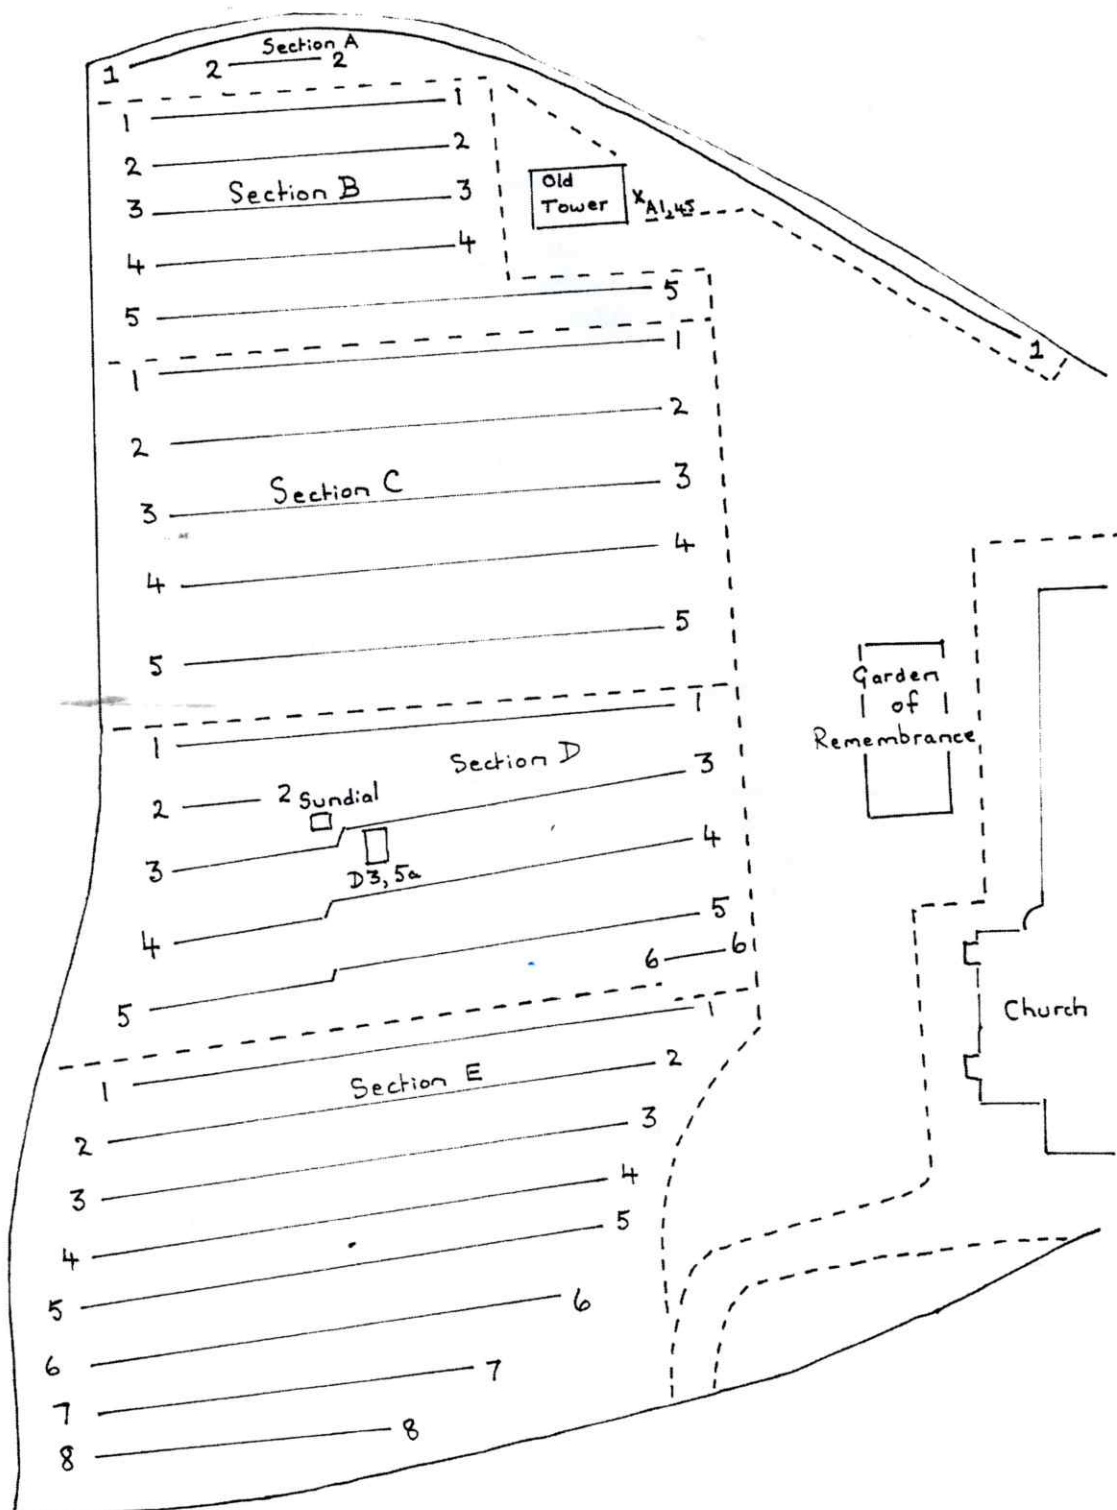 Section A
1
2 2
1 1
2 2
Section B
3 3
4 4
5 5
Old
Tower
x A1,45
1
1 1
2 2
Section C
3 3
4 4
5 5
1 1
Section D
2 2
Sundial
3 3
D3,5a
4 4
5 5
6 6
Garden
of
Remembrance
Church
1 1
Section E
2 2
3 3
4 4
5 5
6 6
7 7
8 8